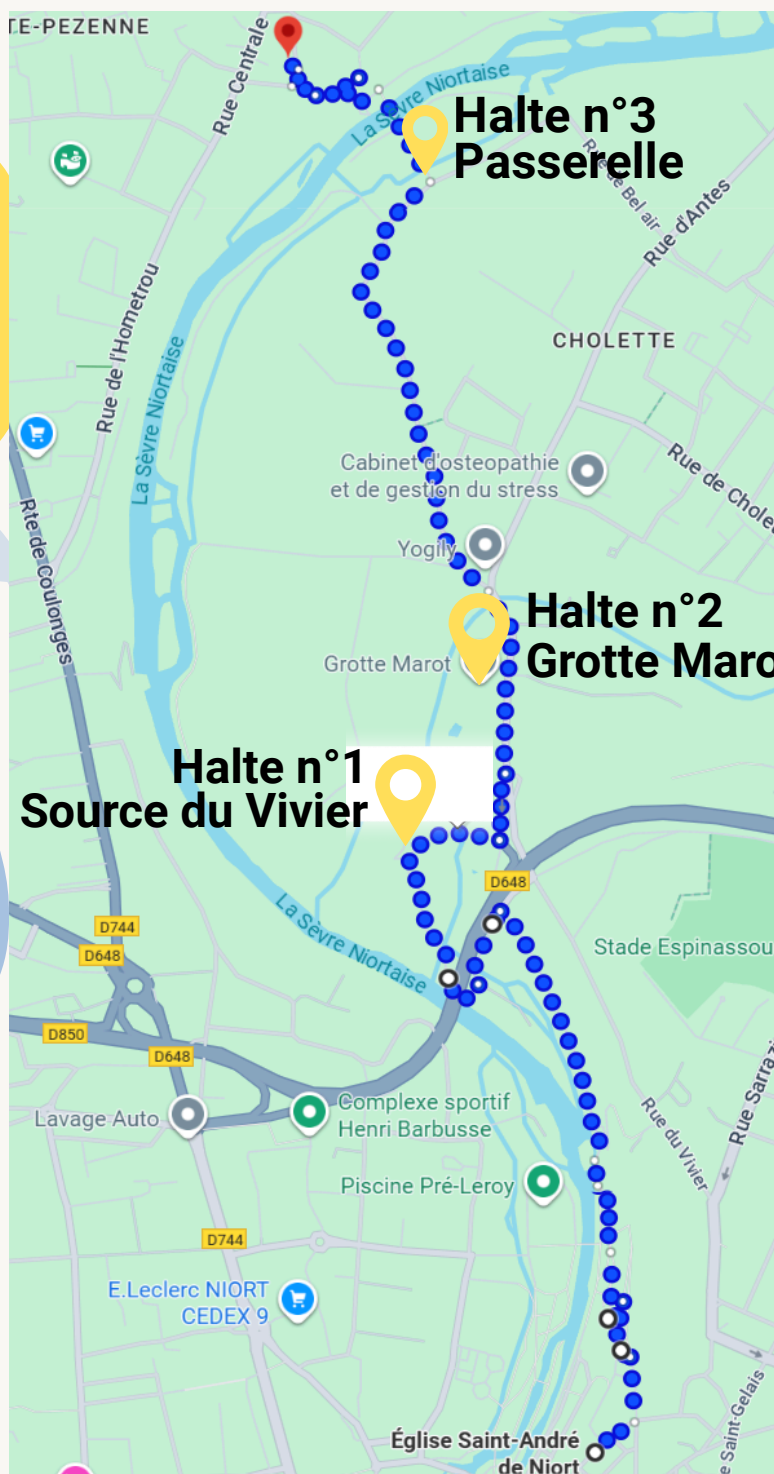 TE-PEZENNE
Rue Centrale
La Sèvre Niortaise
Halte n°3
Passerelle
Rue de Bel air
Rue d'Antes
Rue de l'Hometrou
CHOLETTE
La Sèvre Niortaise
Cabinet d'osteopathie
et de gestion du stress
Rue de Chole
Rte de Coulonges
Yogily
Halte n°2
Grotte Maro
Grotte Marot
Halte n°1
Source du Vivier
D648
La Sèvre Niortaise
D744
D648
Stade Espinassou
D850
D648
Lavage Auto
Complexe sportif
Henri Barbusse
Rue du Vivier
Rue Sarrazi
Piscine Pré-Leroy
D744
E.Leclerc NIORT
CEDEX 9
e Saint-Gelais
Église Saint-André
de Niort